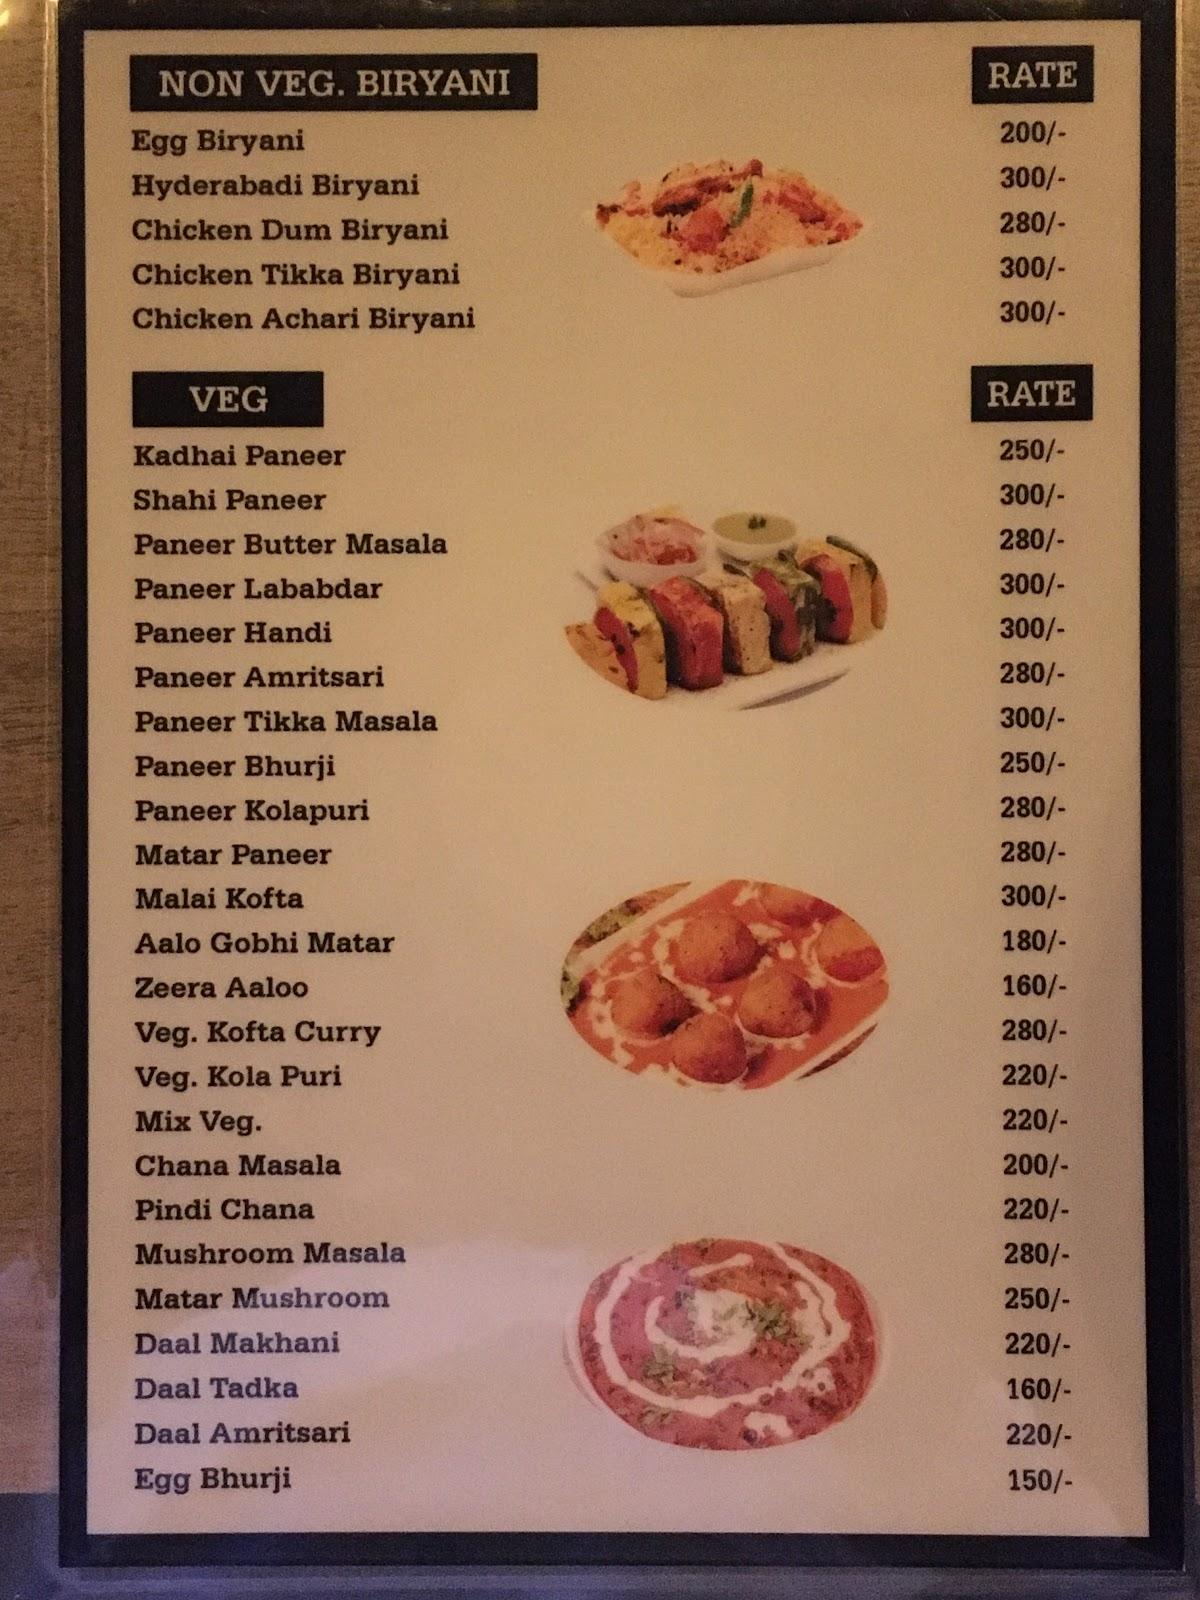 NON VEG. BIRYANI RATE
Egg Biryani 200/-
Hyderabadi Biryani 300/-
Chicken Dum Biryani 280/-
Chicken Tikka Biryani 300/-
Chicken Achari Biryani 300/-
VEG RATE
Kadhai Paneer 250/-
Shahi Paneer 300/-
Paneer Butter Masala 280/-
Paneer Lababdar 300/-
Paneer Handi 300/-
Paneer Amritsari 280/-
Paneer Tikka Masala 300/-
Paneer Bhurji 250/-
Paneer Kolapuri 280/-
Matar Paneer 280/-
Malai Kofta 300/-
Aalo Gobhi Matar 180/-
Zeera Aaloo 160/-
Veg. Kofta Curry 280/-
Veg. Kola Puri 220/-
Mix Veg. 220/-
Chana Masala 200/-
Pindi Chana 220/-
Mushroom Masala 280/-
Matar Mushroom 250/-
Daal Makhani 220/-
Daal Tadka 160/-
Daal Amritsari 220/-
Egg Bhurji 150/-